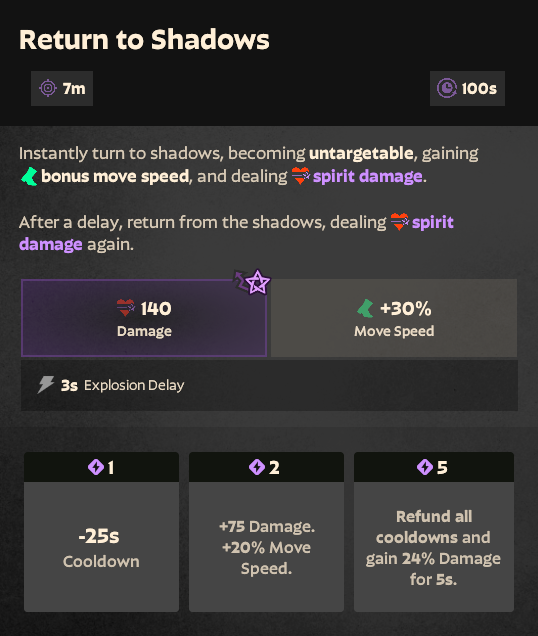 Return to Shadows
7m
100s
Instantly turn to shadows, becoming untargetable, gaining
bonus move speed, and dealing spirit damage.
After a delay, return from the shadows, dealing spirit
damage again.
140
Damage
+30%
Move Speed
3s Explosion Delay
1
-25s
Cooldown
2
+75 Damage.
+20% Move
Speed.
5
Refund all
cooldowns and
gain 24% Damage
for 5s.